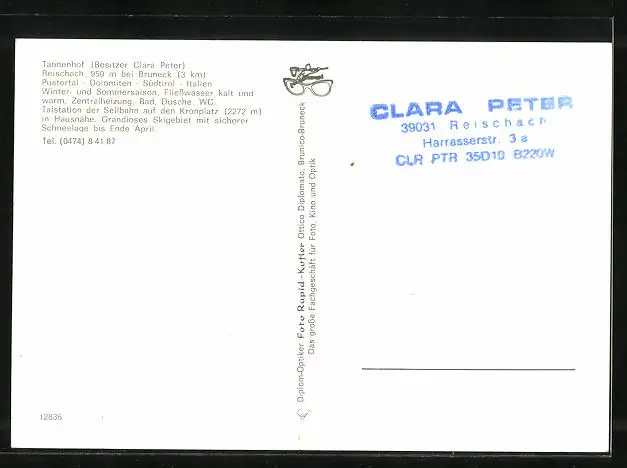 Tannenhof (Besitzer Clara Peter)
Reischach, 950 m bei Bruneck (3 km)
Pustertal - Dolomiten - Südtirol - Italien
Winter- und Sommersaison, Fließwasser kalt und
warm, Zentralheizung, Bad, Dusche, WC.
Talstation der Seilbahn auf den Kronplatz (2272 m)
in Hausnähe. Grandioses Skigebiet mit sicherer
Schneelage bis Ende April.
Tel. (0474) 8 41 87
12836
Diplom-Optiker Foto Rapid-Kofler Ottico Diplomato, Brunico-Bruneck
Das große Fachgeschäft für Foto, Kino und Optik
CLARA PETER
39031 Reischach
Harrasserstr. 3 a
CLR PTR 35D10 B220W